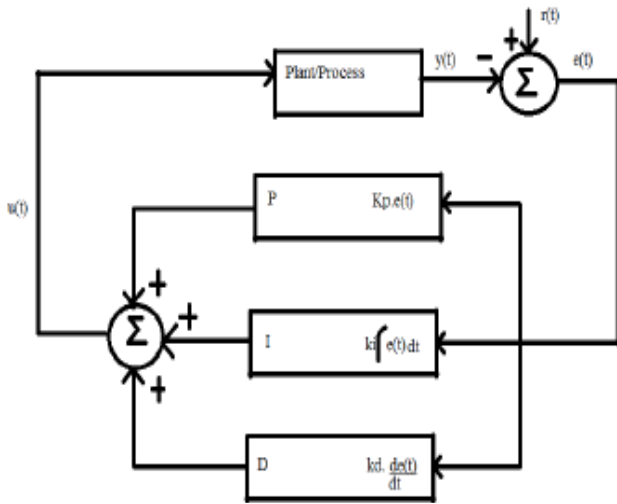 r(t)
+
Plant/Process
y(t)
−
Σ
e(t)
u(t)
P Kp.e(t)
+
+
Σ
I ki∫ e(t) dt
+
D kd. de(t)
dt